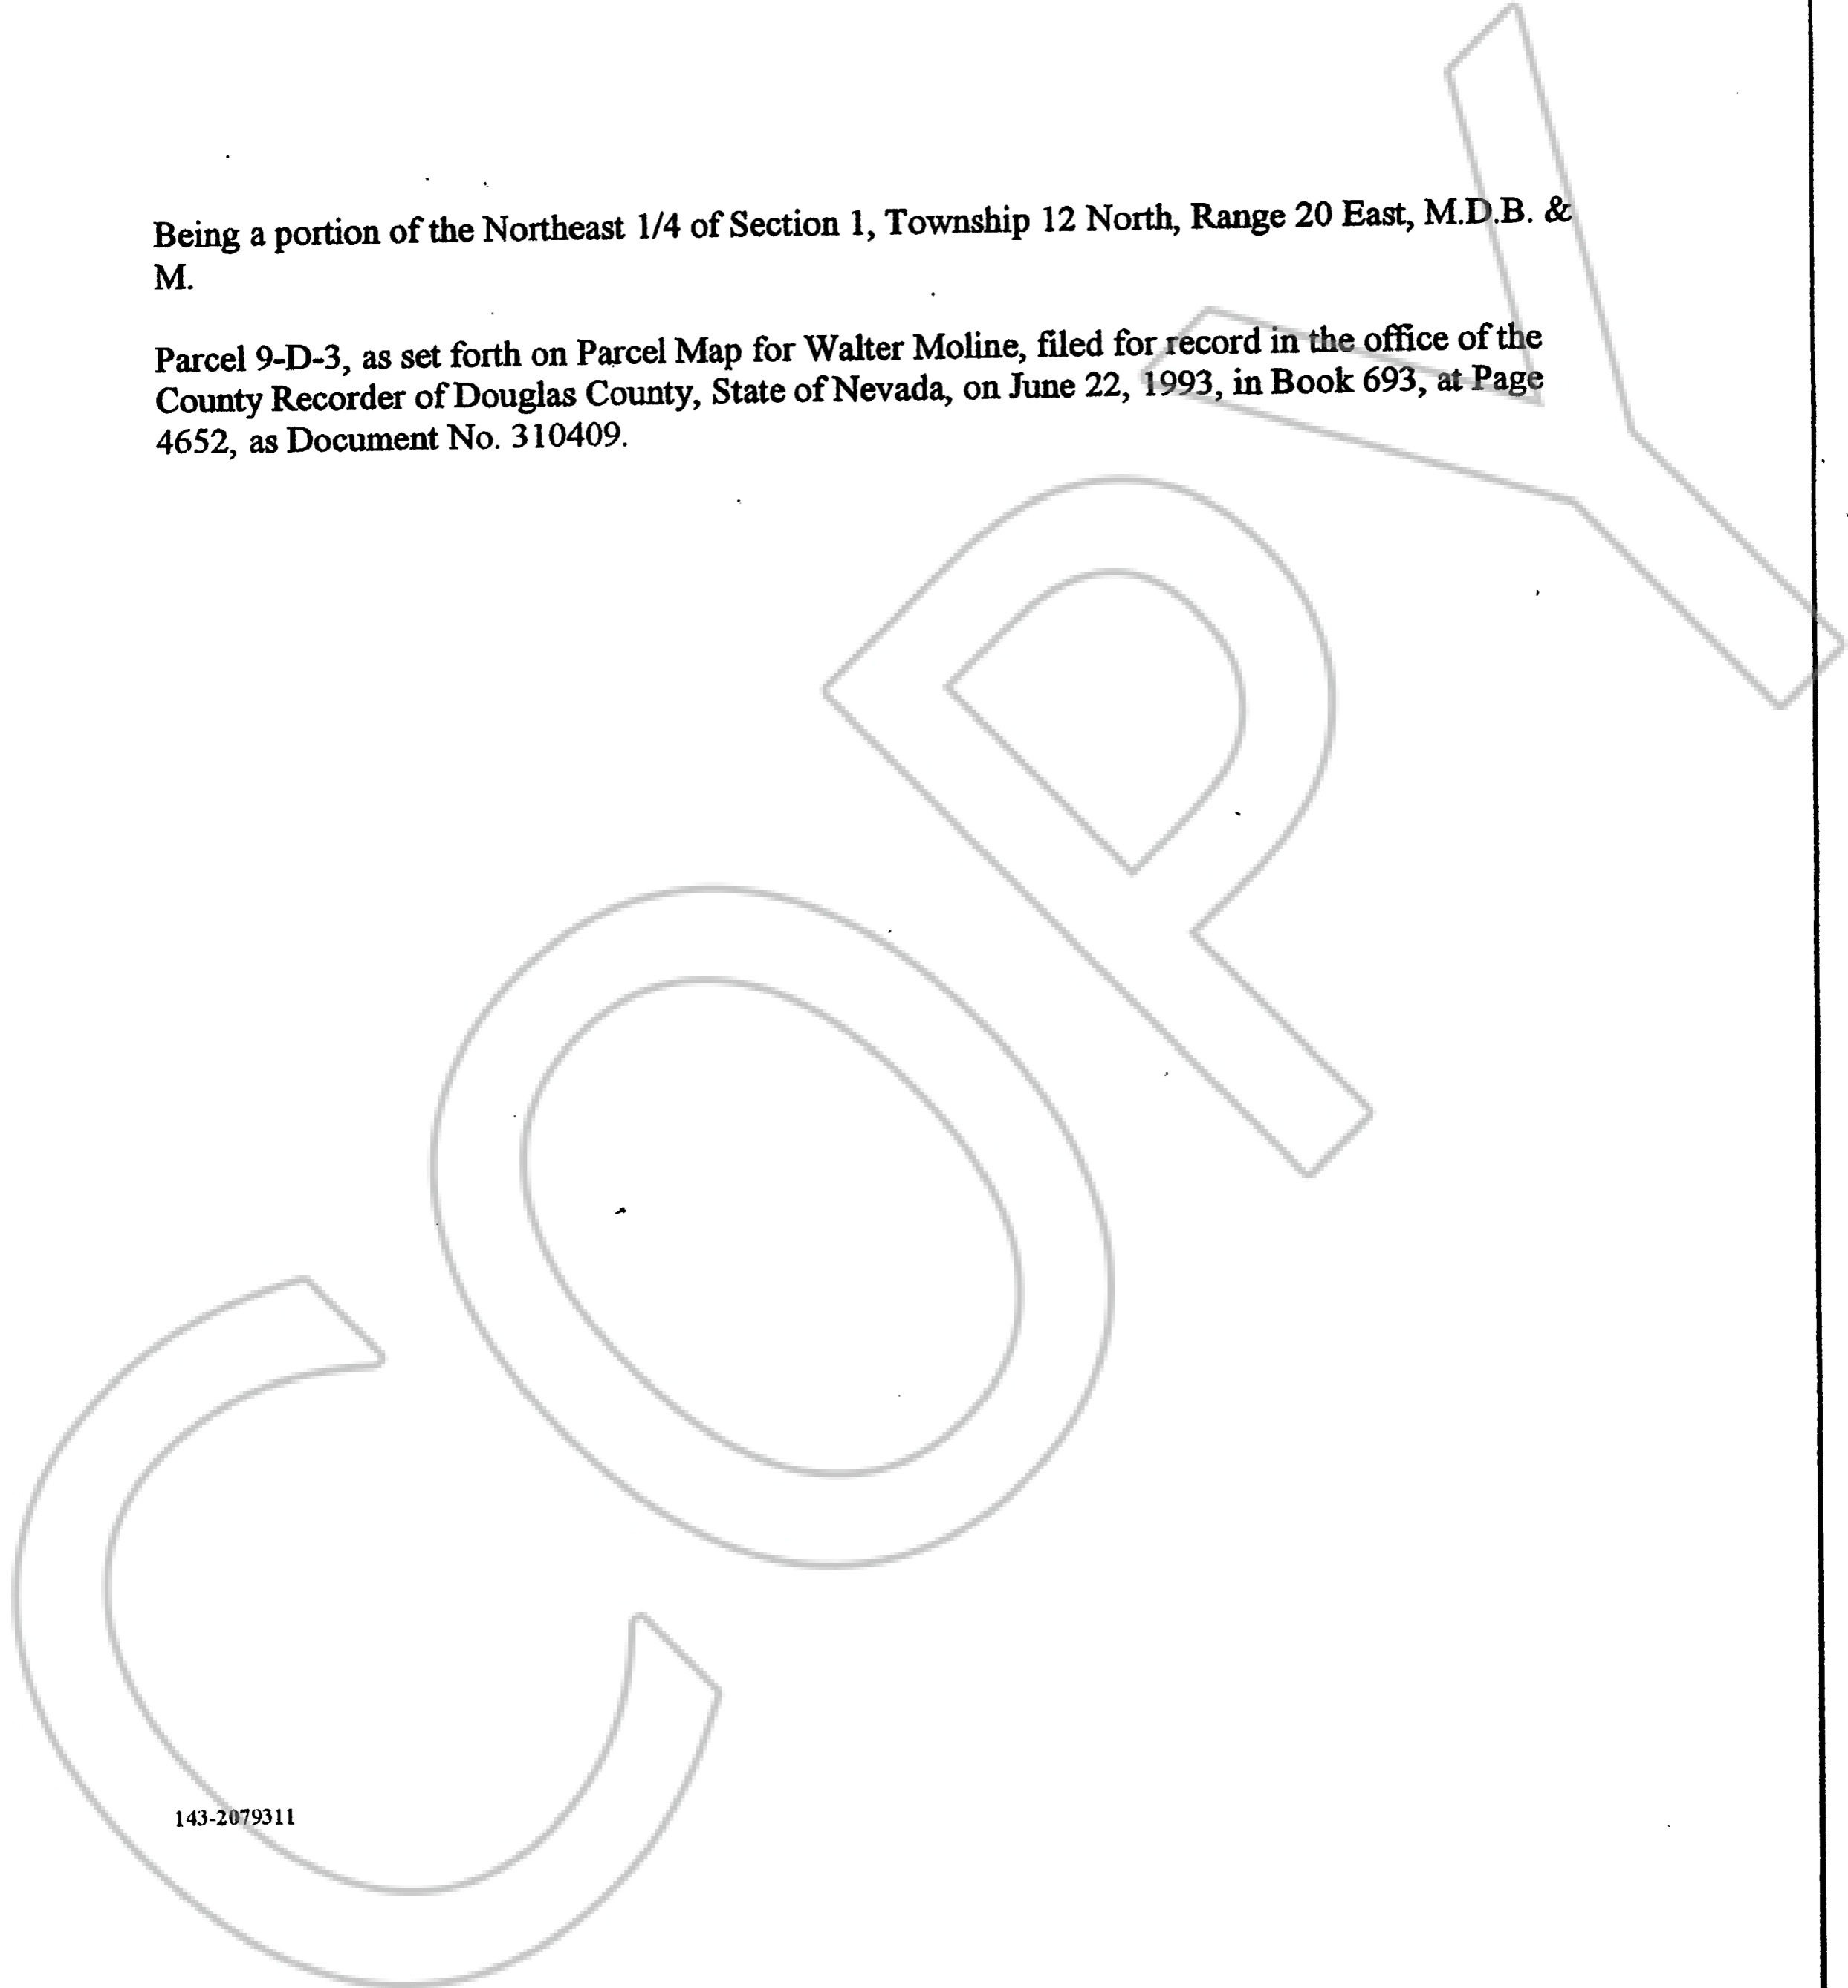 Being a portion of the Northeast 1/4 of Section 1, Township 12 North, Range 20 East, M.D.B. &
M.
Parcel 9-D-3, as set forth on Parcel Map for Walter Moline, filed for record in the office of the
County Recorder of Douglas County, State of Nevada, on June 22, 1993, in Book 693, at Page
4652, as Document No. 310409.
COPY
143-2079311